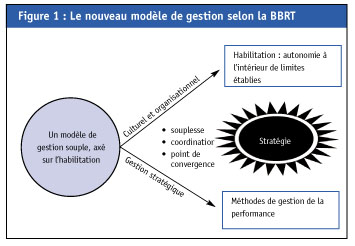 Figure 1 : Le nouveau modèle de gestion selon la BBRT
Habilitation : autonomie à
l'intérieur de limites
établies
Culturel et organisationnel
Un modèle de
gestion souple, axé
sur l'habilitation
• souplesse
• coordination
• point de
convergence
Stratégie
Gestion stratégique
Méthodes de gestion de la
performance